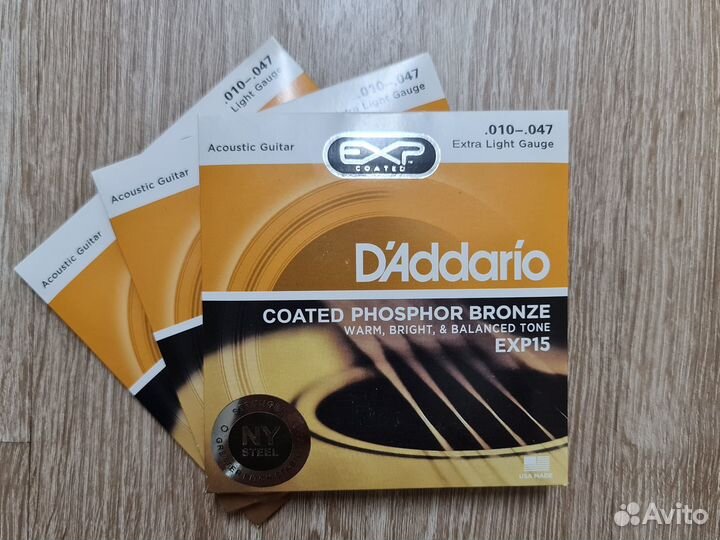 .010–.047
Light Gauge
Acoustic Guitar
.010–.047
Light Gauge
Acoustic Guitar
.010–.047
Extra Light Gauge
Acoustic Guitar
EXP
COATED
D'Addario
COATED PHOSPHOR BRONZE
WARM, BRIGHT, & BALANCED TONE
EXP15
NY
STEEL
USA MADE
Avito